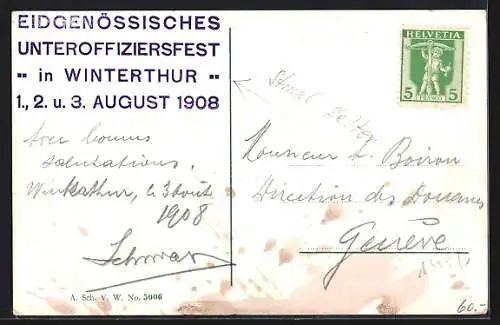 EIDGENÖSSISCHES
UNTEROFFIZIERSFEST
" in WINTERTHUR "
1., 2. u. 3. AUGUST 1908
HELVETIA
5 5
FRANCO
bonnes
salutations.
Winterthur, le 3 Août
1908
Monsieur L. Boiron
Direction des Douanes
Genève
A. Sch. V. W. No. 5006
60.-